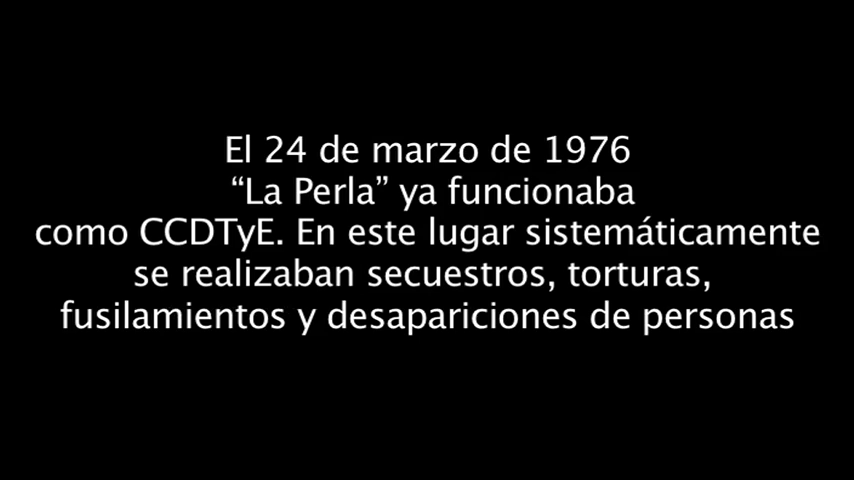 El 24 de marzo de 1976
“La Perla” ya funcionaba
como CCDTyE. En este lugar sistemáticamente
se realizaban secuestros, torturas,
fusilamientos y desapariciones de personas